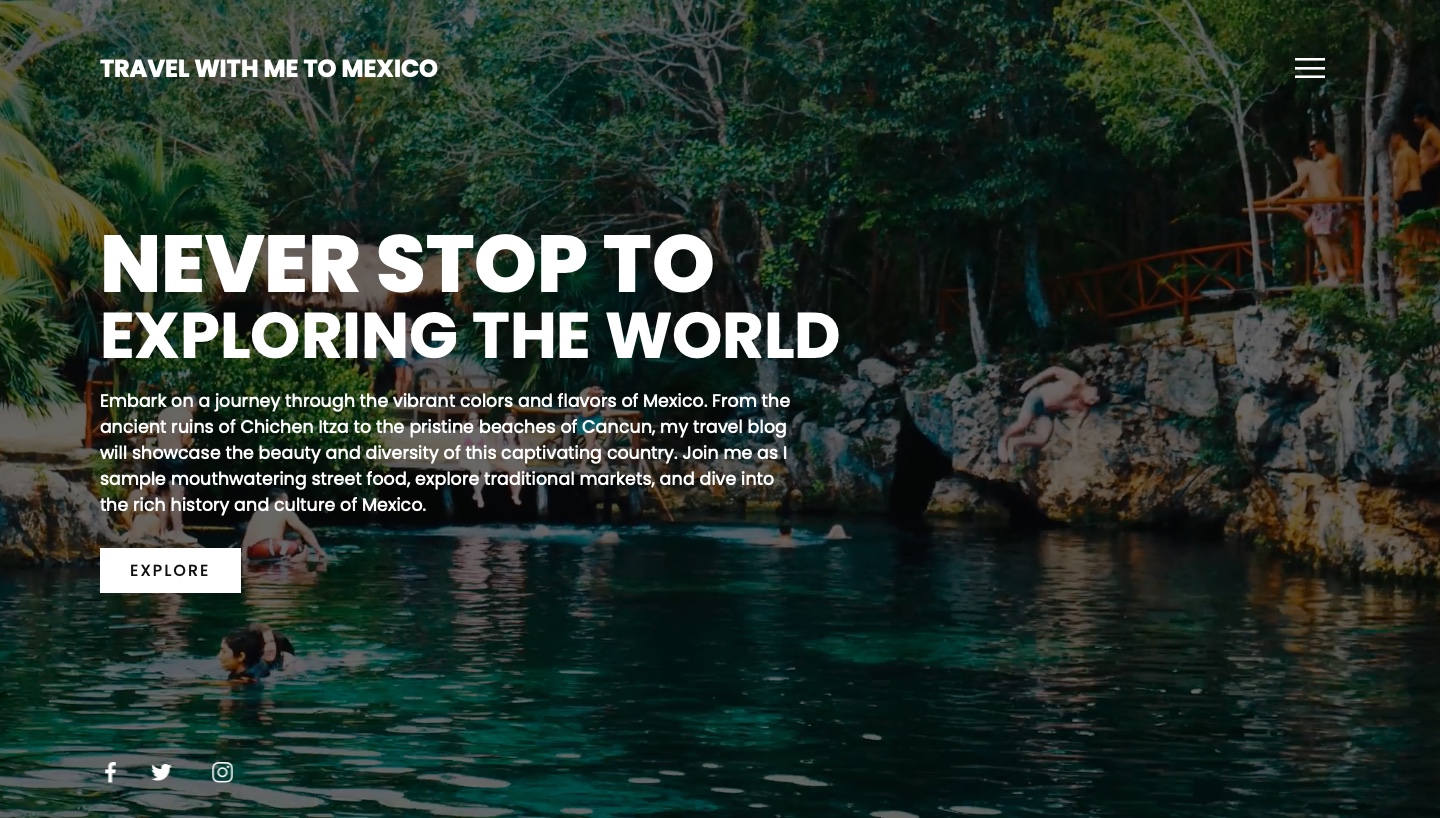 TRAVEL WITH ME TO MEXICO
NEVER STOP TO
EXPLORING THE WORLD
Embark on a journey through the vibrant colors and flavors of Mexico. From the
ancient ruins of Chichen Itza to the pristine beaches of Cancun, my travel blog
will showcase the beauty and diversity of this captivating country. Join me as I
sample mouthwatering street food, explore traditional markets, and dive into
the rich history and culture of Mexico.
EXPLORE